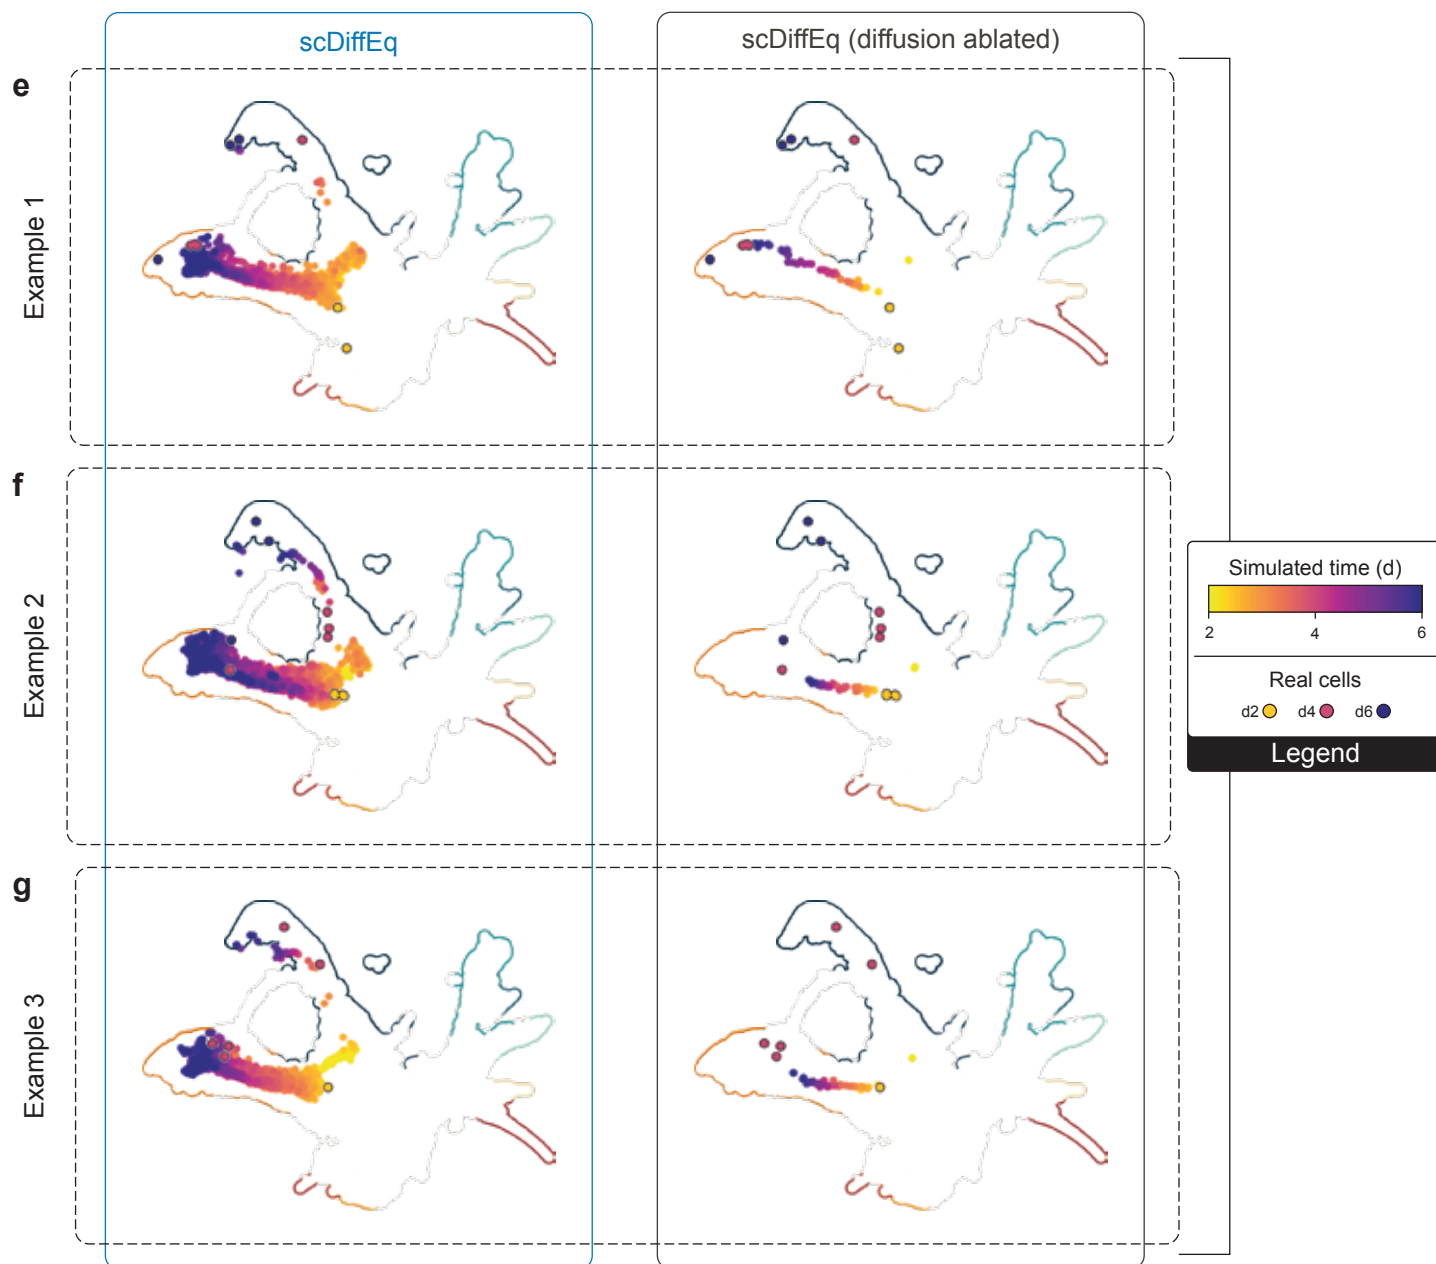 scDiffEq
scDiffEq (diffusion ablated)
e
Example 1
f
Example 2
Simulated time (d)
2 4 6
Real cells
d2 d4 d6
Legend
g
Example 3